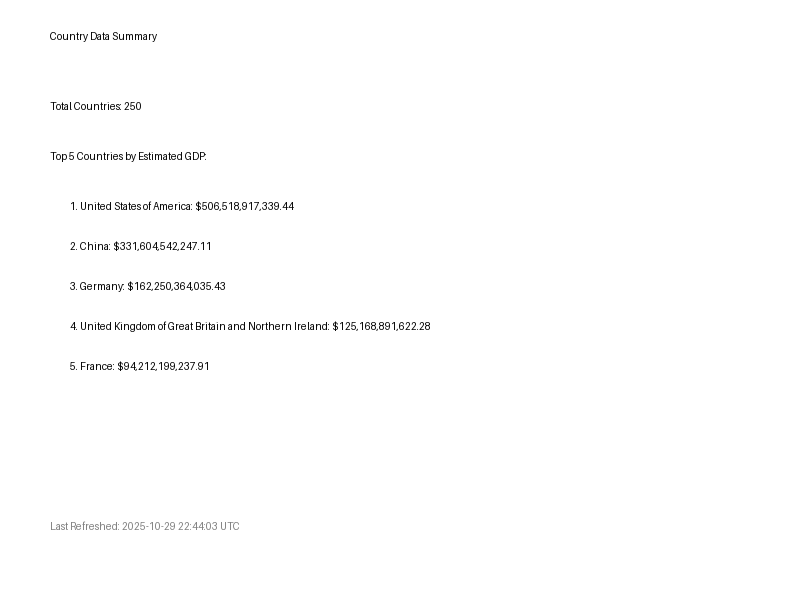 Country Data Summary
Total Countries: 250
Top 5 Countries by Estimated GDP:
1. United States of America: $506,518,917,339.44
2. China: $331,604,542,247.11
3. Germany: $162,250,364,035.43
4. United Kingdom of Great Britain and Northern Ireland: $125,168,891,622.28
5. France: $94,212,199,237.91
Last Refreshed: 2025-10-29 22:44:03 UTC